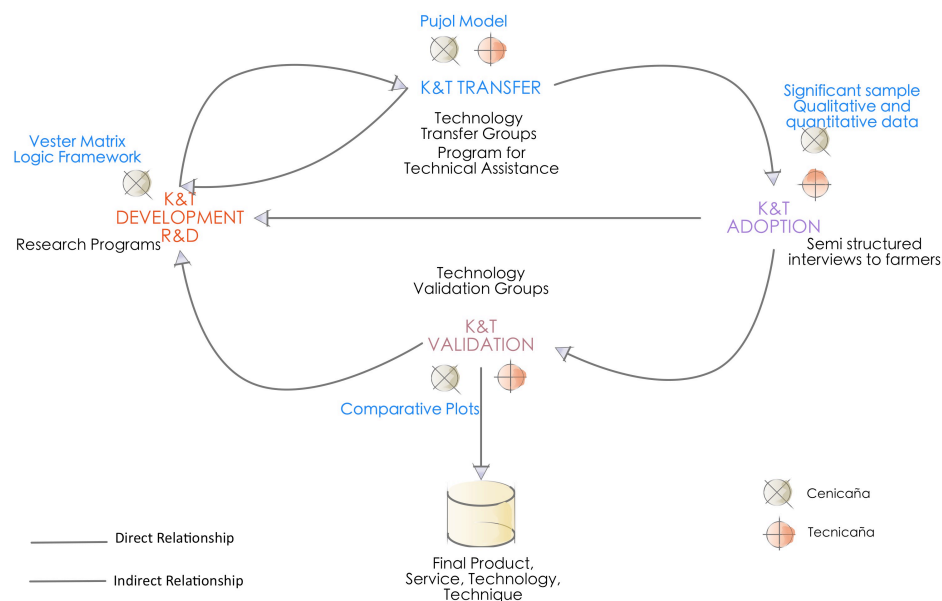 Pujol Model
K&T TRANSFER
Technology
Transfer Groups
Program for
Technical Assistance
Significant sample
Qualitative and
quantitative data
Vester Matrix
Logic Framework
K&T
DEVELOPMENT
R&D
Research Programs
K&T
ADOPTION
Semi structured
interviews to farmers
Technology
Validation Groups
K&T
VALIDATION
Comparative Plots
Final Product,
Service, Technology,
Technique
Cenicaña
Tecnicaña
Direct Relationship
Indirect Relationship